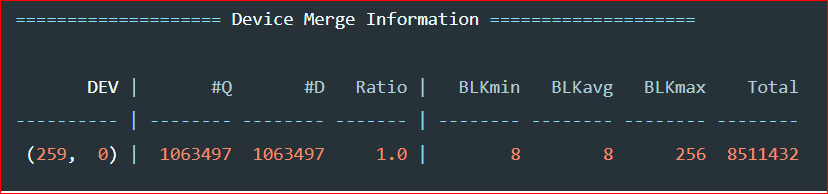 ==================== Device Merge Information ====================
DEV | #Q #D Ratio | BLKmin BLKavg BLKmax Total
---------- | -------- -------- ------- | -------- -------- -------- --------
(259, 0) | 1063497 1063497 1.0 | 8 8 256 8511432